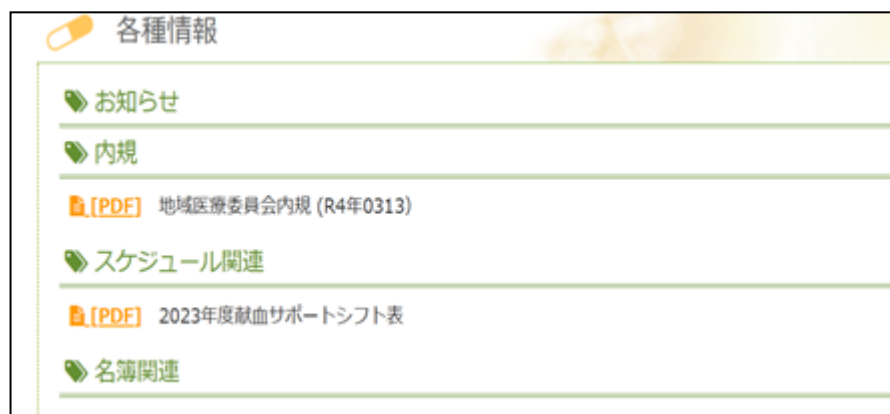 各種情報
お知らせ
内規
[PDF] 地域医療委員会内規 (R4年0313)
スケジュール関連
[PDF] 2023年度献血サポートシフト表
名簿関連